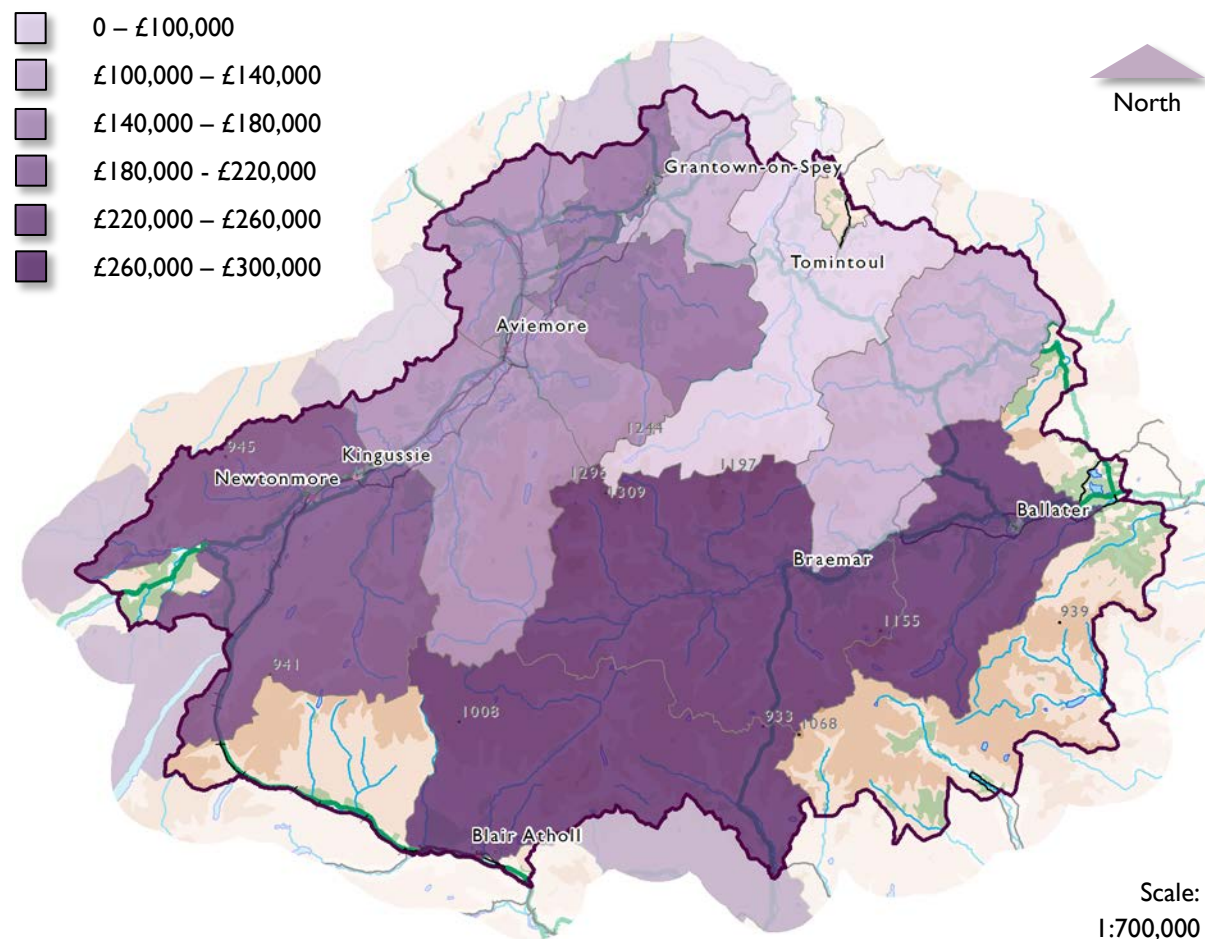 0 – £100,000
£100,000 – £140,000
£140,000 – £180,000
£180,000 - £220,000
£220,000 – £260,000
£260,000 – £300,000
North
Grantown-on-Spey
Tomintoul
Aviemore
1244
945
Kingussie
1296
1197
Newtonmore
1309
Ballater
Braemar
939
1155
941
1008
933
1068
Blair Atholl
Scale:
1:700,000